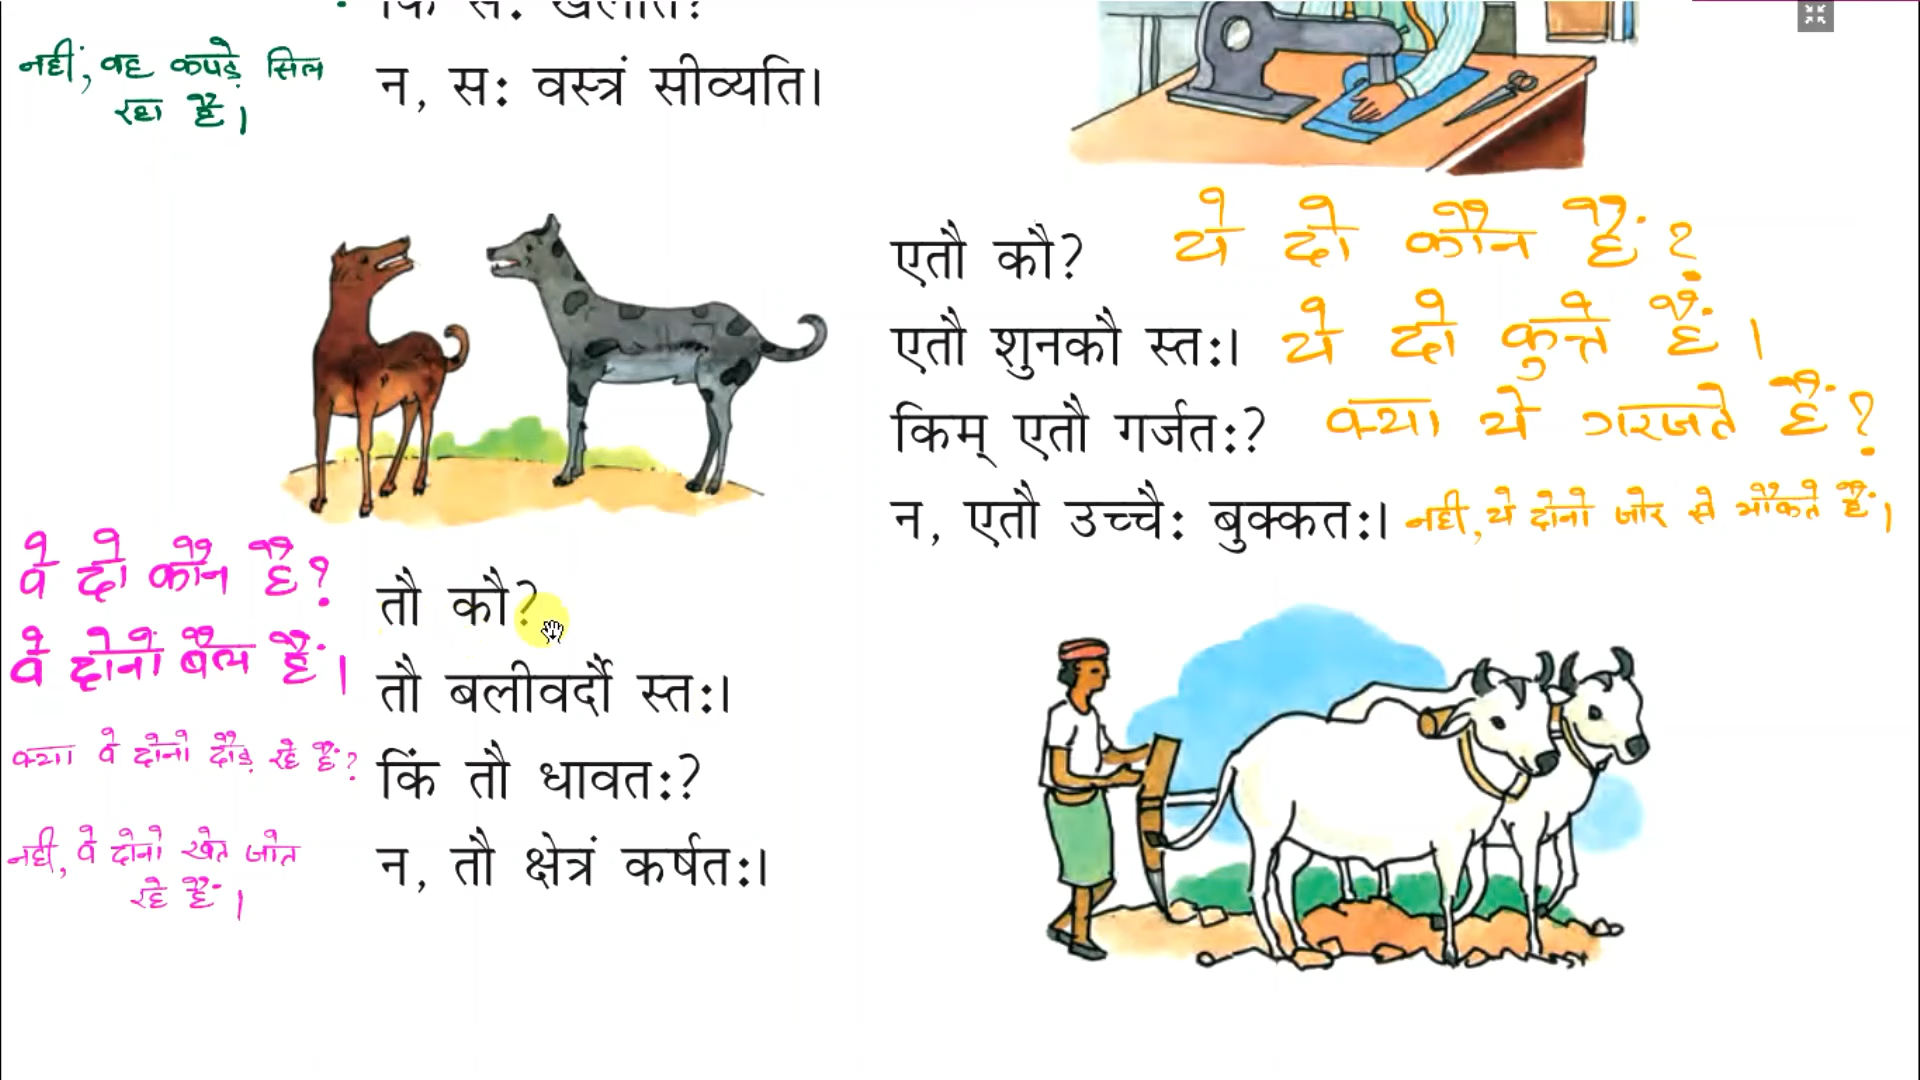 किं सः खेलति?
नहीं, वह कपड़े सिल
रहा है।
न, सः वस्त्रं सीव्यति।
एतौ कौ?
ये दो कौन हैं?
एतौ शुनकौ स्तः।
ये दो कुत्ते हैं।
किम् एतौ गर्जतः?
क्या ये गरजते हैं?
न, एतौ उच्चैः बुक्कतः।
नहीं, ये दोनों जोर से भौंकते हैं।
वे दो कौन है?
तौ कौ?
वे दोनों बैल हैं।
तौ बलीवर्दौ स्तः।
क्या वे दोनो दौड़ रहे हैं?
किं तौ धावतः?
नहीं, वे दोनो खेत जोत
रहे हैं।
न, तौ क्षेत्रं कर्षतः।